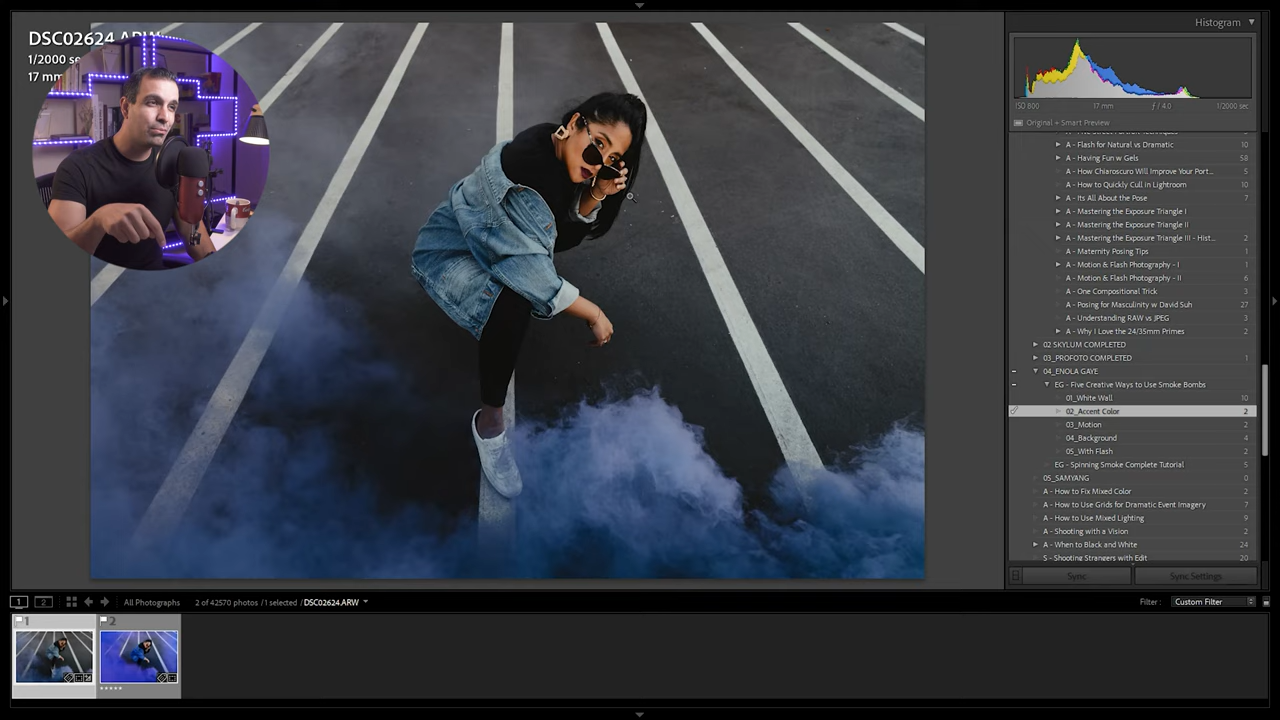 DSC02624.ARW
1/2000 se
17 mm
Histogram
ISO 800 17 mm ƒ / 4.0 1/2000 sec
Original + Smart Preview
A - Flash for Natural vs Dramatic 10
A - Having Fun w Gels 58
A - How Chiaroscuro Will Improve Your Port...
A - How to Quickly Cull in Lightroom 10
A - Its All About the Pose 7
A - Mastering the Exposure Triangle I
A - Mastering the Exposure Triangle II
A - Mastering the Exposure Triangle III - Hist... 2
A - Maternity Posing Tips 1
A - Motion & Flash Photography - I 1
A - Motion & Flash Photography - II 6
A - One Compositional Trick 3
A - Posing for Masculinity w David Suh 27
A - Understanding RAW vs JPEG 3
A - Why I Love the 24/35mm Primes 2
02 SKYLUM COMPLETED
03_PROFOTO COMPLETED 1
04_ENOLA GAYE
EG - Five Creative Ways to Use Smoke Bombs
01_White Wall 10
02_Accent Color 2
03_Motion 2
04_Background 4
05_With Flash 2
EG - Spinning Smoke Complete Tutorial 5
05_SAMYANG 0
A - How to Fix Mixed Color 2
A - How to Use Grids for Dramatic Event Imagery 7
A - How to Use Mixed Lighting 9
A - Shooting with a Vision 2
A - When to Black and White 24
S - Shooting Strangers with Edit 20
Sync Sync Settings
1 2 All Photographs 2 of 42570 photos / 1 selected / DSC02624.ARW Filter : Custom Filter
1 2